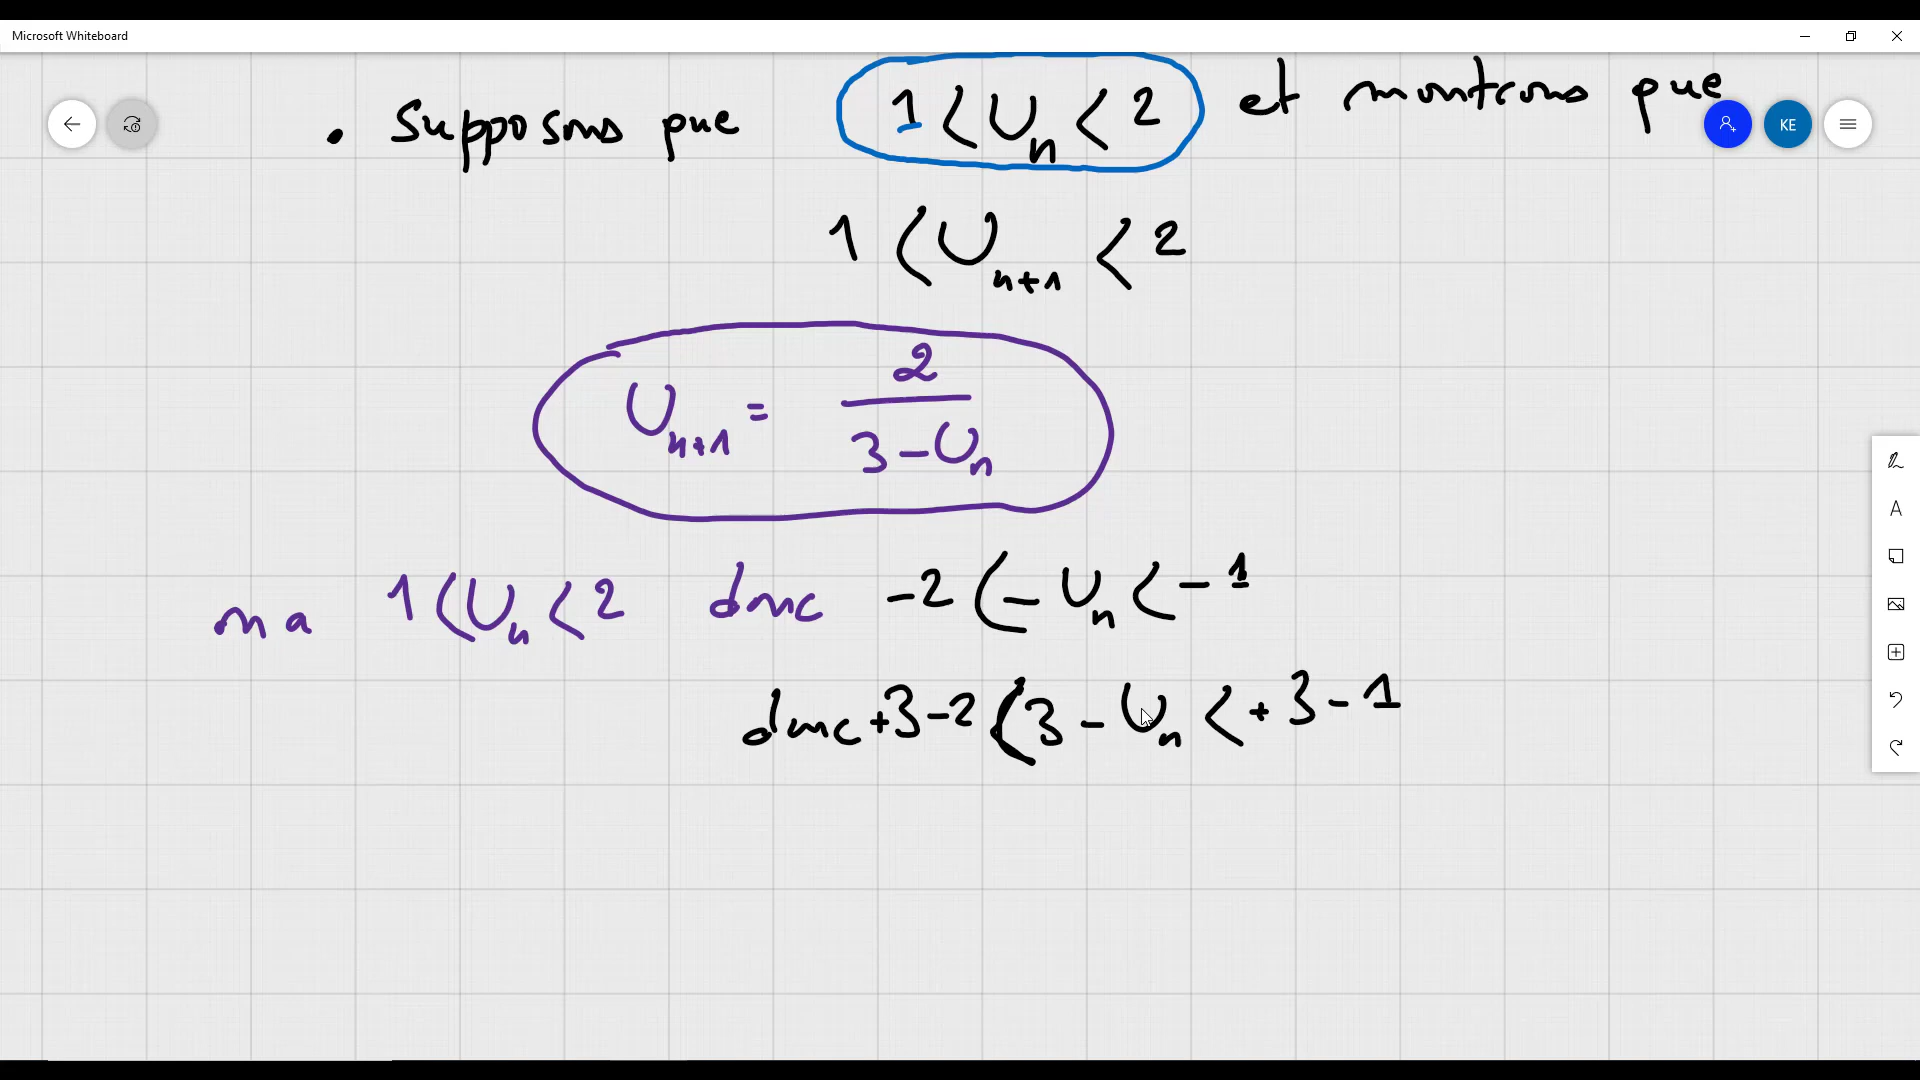 Microsoft Whiteboard
. Supposons que 1 < Un < 2 et montrons que
KE
1 < Un+1 < 2
Un+1 = 2 / (3 - Un)
on a 1 < Un < 2 donc -2 < -Un < -1
donc +3-2 < 3 - Un < +3-1